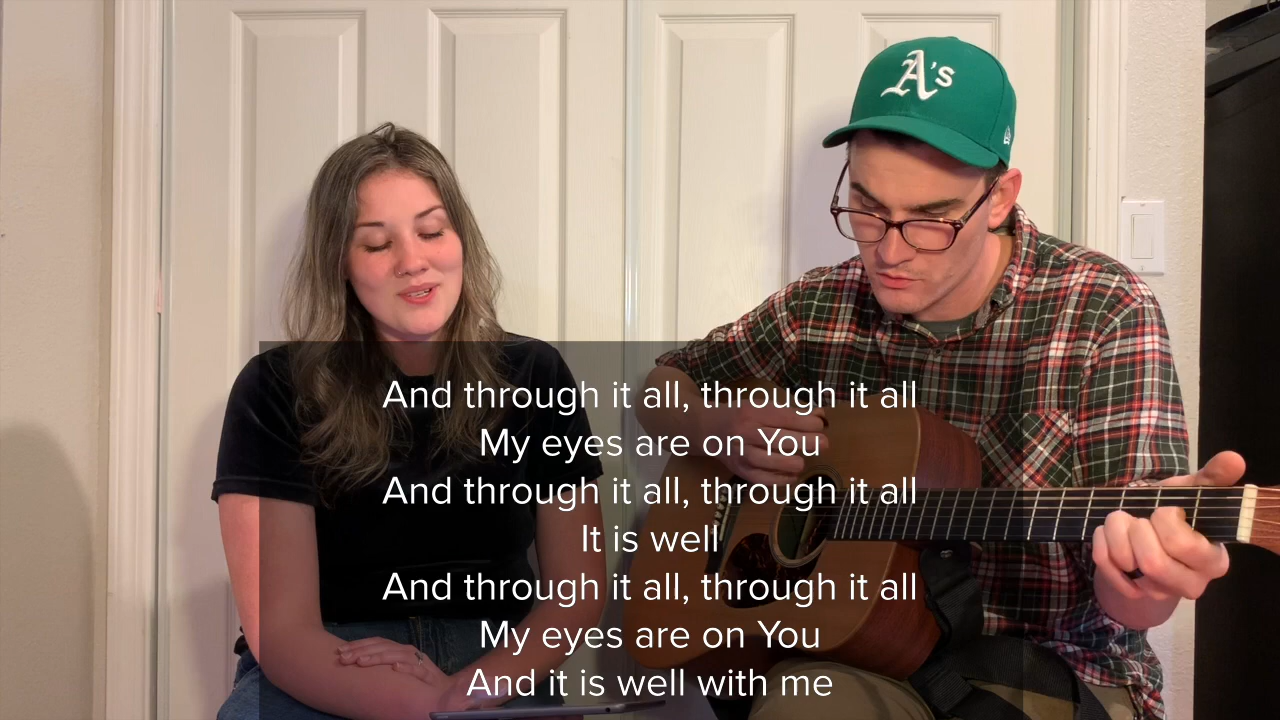 A's
And through it all, through it all
My eyes are on You
And through it all, through it all
It is well
And through it all, through it all
My eyes are on You
And it is well with me